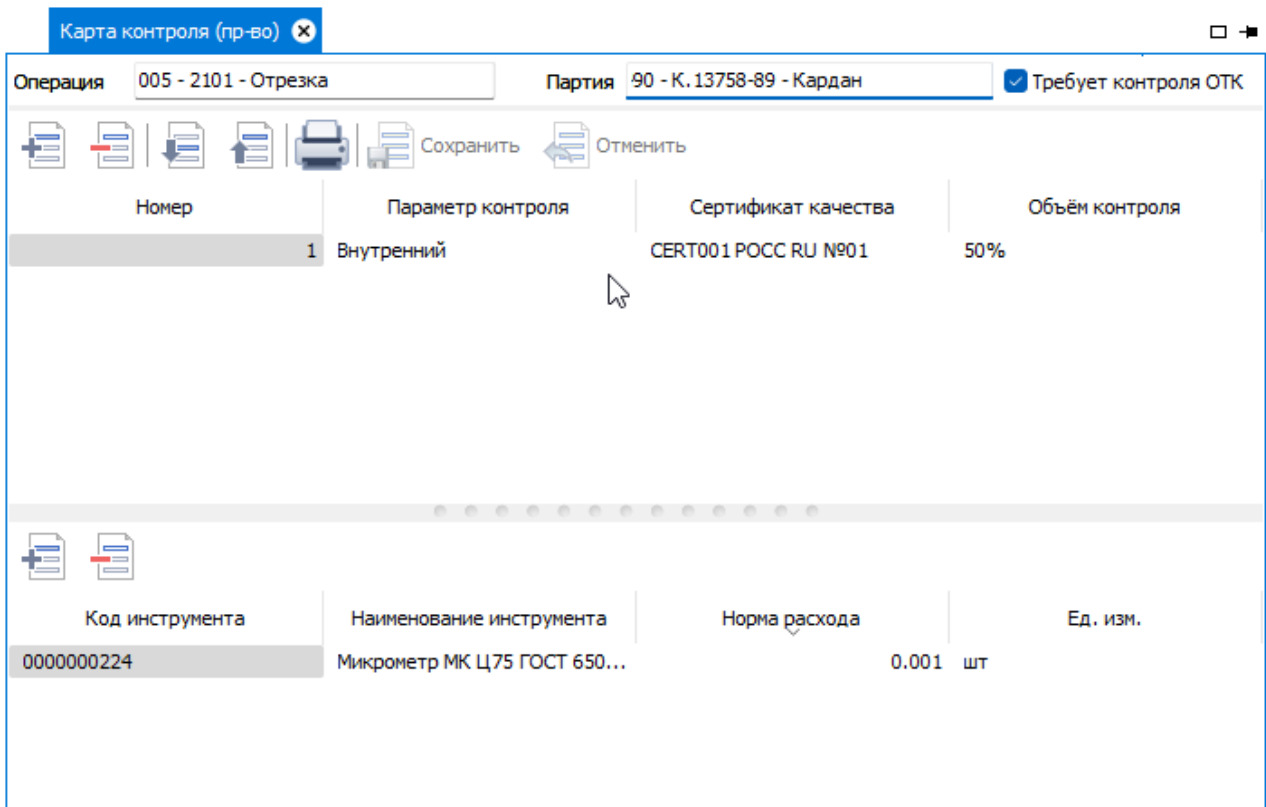 Карта контроля (пр-во)
Операция 005 - 2101 - Отрезка Партия 90 - К.13758-89 - Кардан Требует контроля ОТК
Сохранить Отменить
Номер Параметр контроля Сертификат качества Объём контроля
1 Внутренний CERT001 РОСС RU №01 50%
Код инструмента Наименование инструмента Норма расхода Ед. изм.
0000000224 Микрометр МК Ц75 ГОСТ 650... 0.001 шт